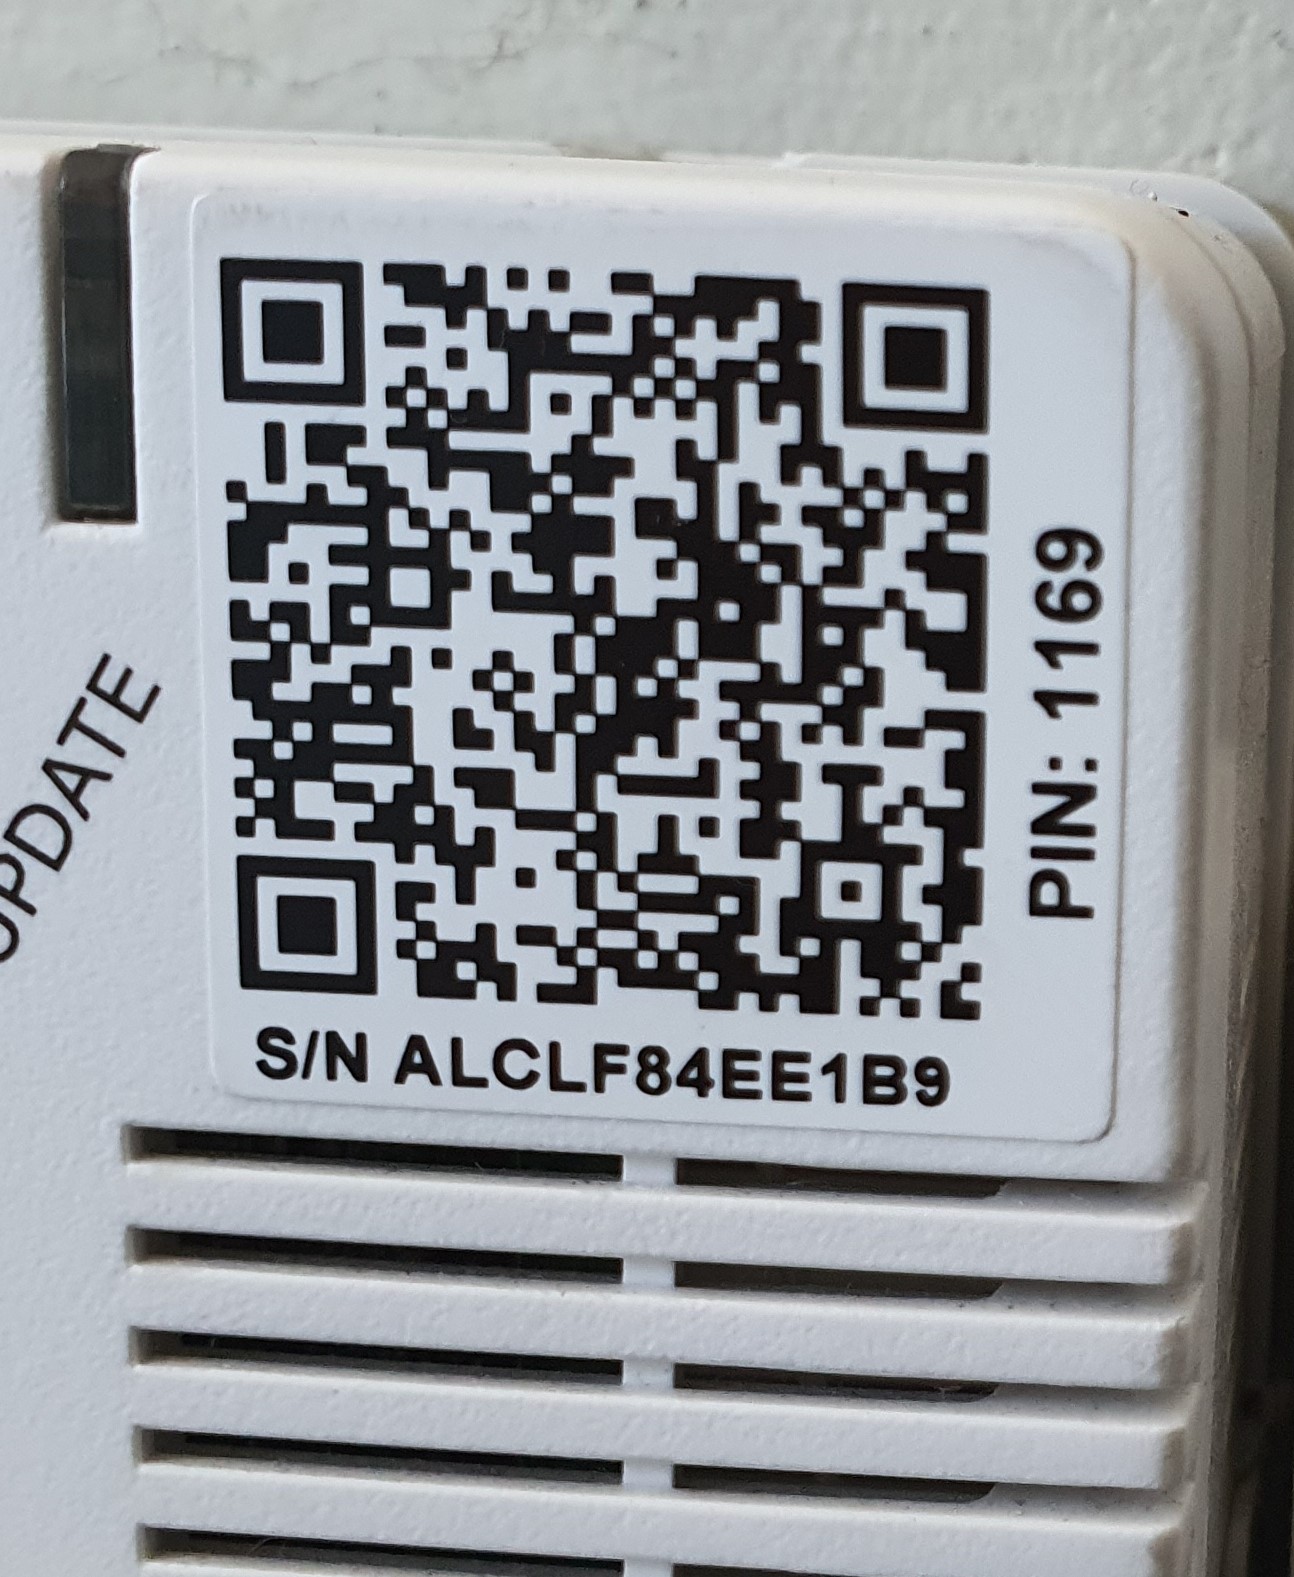 UPDATE
PIN: 1169
S/N ALCLF84EE1B9